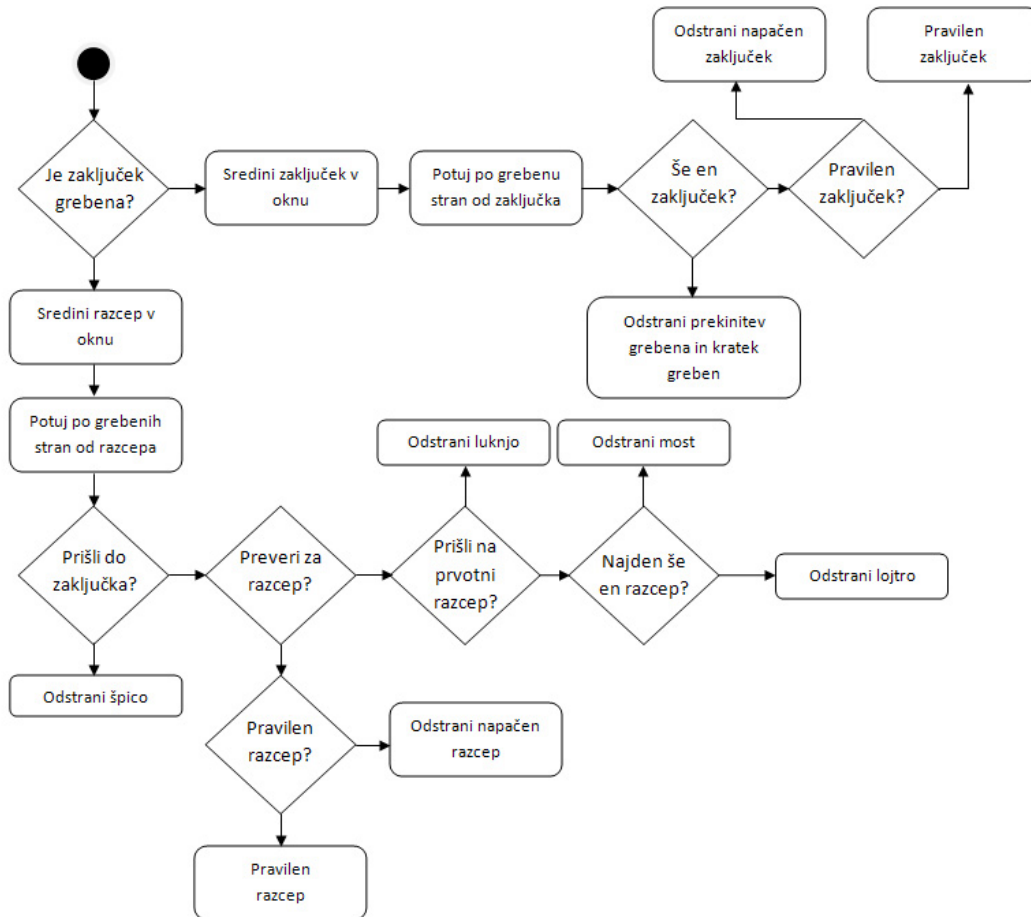 Odstrani napačen
zaključek
Pravilen
zaključek
Je zaključek
grebena?
Sredini zaključek v
oknu
Potuj po grebenu
stran od zaključka
Še en
zaključek?
Pravilen
zaključek?
Sredini razcep v
oknu
Odstrani prekinitev
grebena in kratek
greben
Potuj po grebenih
stran od razcepa
Odstrani luknjo
Odstrani most
Prišli do
zaključka?
Preveri za
razcep?
Prišli na
prvotni
razcep?
Najden še
en razcep?
Odstrani lojtro
Odstrani špico
Pravilen
razcep?
Odstrani napačen
razcep
Pravilen
razcep